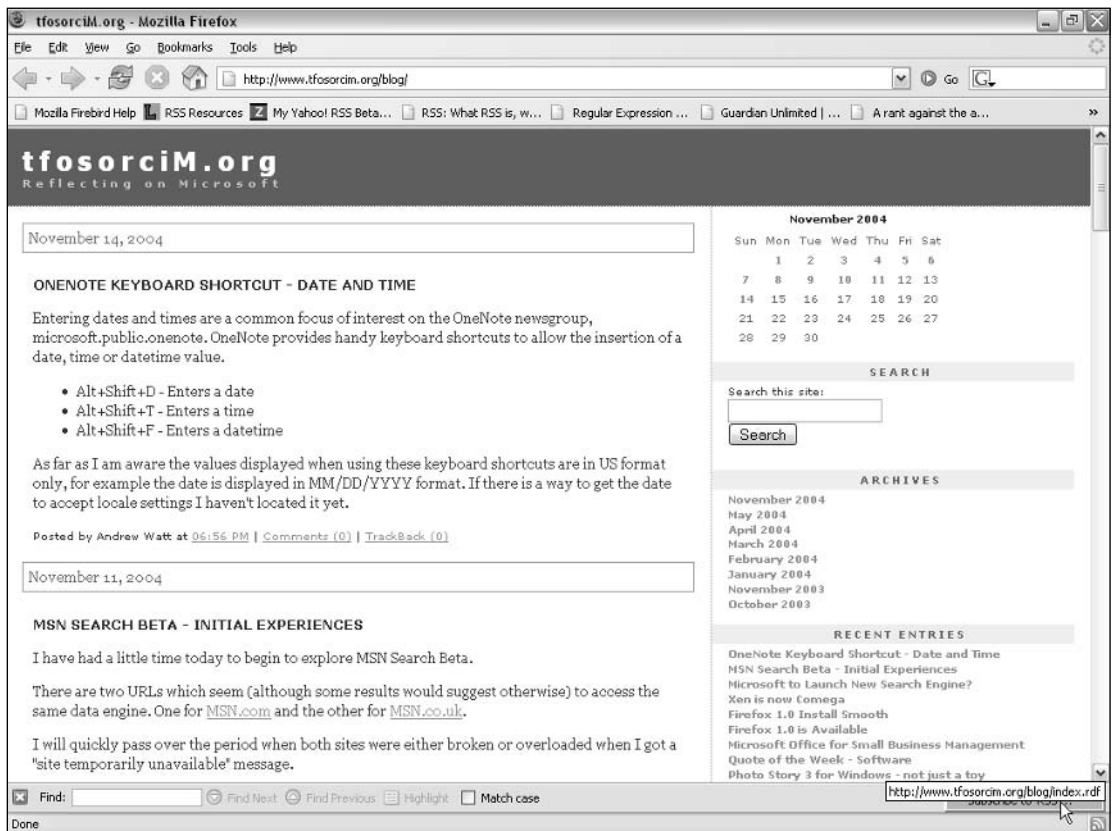 tfosorciM.org - Mozilla Firefox
File Edit View Go Bookmarks Tools Help
http://www.tfosorcim.org/blog/
Go
G
Mozilla Firebird Help
L RSS Resources
Z My Yahoo! RSS Beta...
RSS: What RSS is, w...
Regular Expression ...
Guardian Unlimited | ...
A rant against the a...
»
tfosorciM.org
Reflecting on Microsoft
November 14, 2004
ONENOTE KEYBOARD SHORTCUT - DATE AND TIME
Entering dates and times are a common focus of interest on the OneNote newsgroup,
microsoft.public.onenote. OneNote provides handy keyboard shortcuts to allow the insertion of a
date, time or datetime value.
• Alt+Shift+D - Enters a date
• Alt+Shift+T - Enters a time
• Alt+Shift+F - Enters a datetime
As far as I am aware the values displayed when using these keyboard shortcuts are in US format
only, for example the date is displayed in MM/DD/YYYY format. If there is a way to get the date
to accept locale settings I haven't located it yet.
Posted by Andrew Watt at 06:56 PM | Comments (0) | TrackBack (0)
November 11, 2004
MSN SEARCH BETA - INITIAL EXPERIENCES
I have had a little time today to begin to explore MSN Search Beta.
There are two URLs which seem (although some results would suggest otherwise) to access the
same data engine. One for MSN.com and the other for MSN.co.uk.
I will quickly pass over the period when both sites were either broken or overloaded when I got a
"site temporarily unavailable" message.
November 2004
Sun Mon Tue Wed Thu Fri Sat
1 2 3 4 5 6
7 8 9 10 11 12 13
14 15 16 17 18 19 20
21 22 23 24 25 26 27
28 29 30
SEARCH
Search this site:
Search
ARCHIVES
November 2004
May 2004
April 2004
March 2004
February 2004
January 2004
November 2003
October 2003
RECENT ENTRIES
OneNote Keyboard Shortcut - Date and Time
MSN Search Beta - Initial Experiences
Microsoft to Launch New Search Engine?
Xen is now Comega
Firefox 1.0 Install Smooth
Firefox 1.0 is Available
Microsoft Office for Small Business Management
Quote of the Week - Software
Photo Story 3 for Windows - not just a toy
http://www.tfosorcim.org/blog/index.rdf
Find:
Find Next
Find Previous
Highlight
Match case
Done